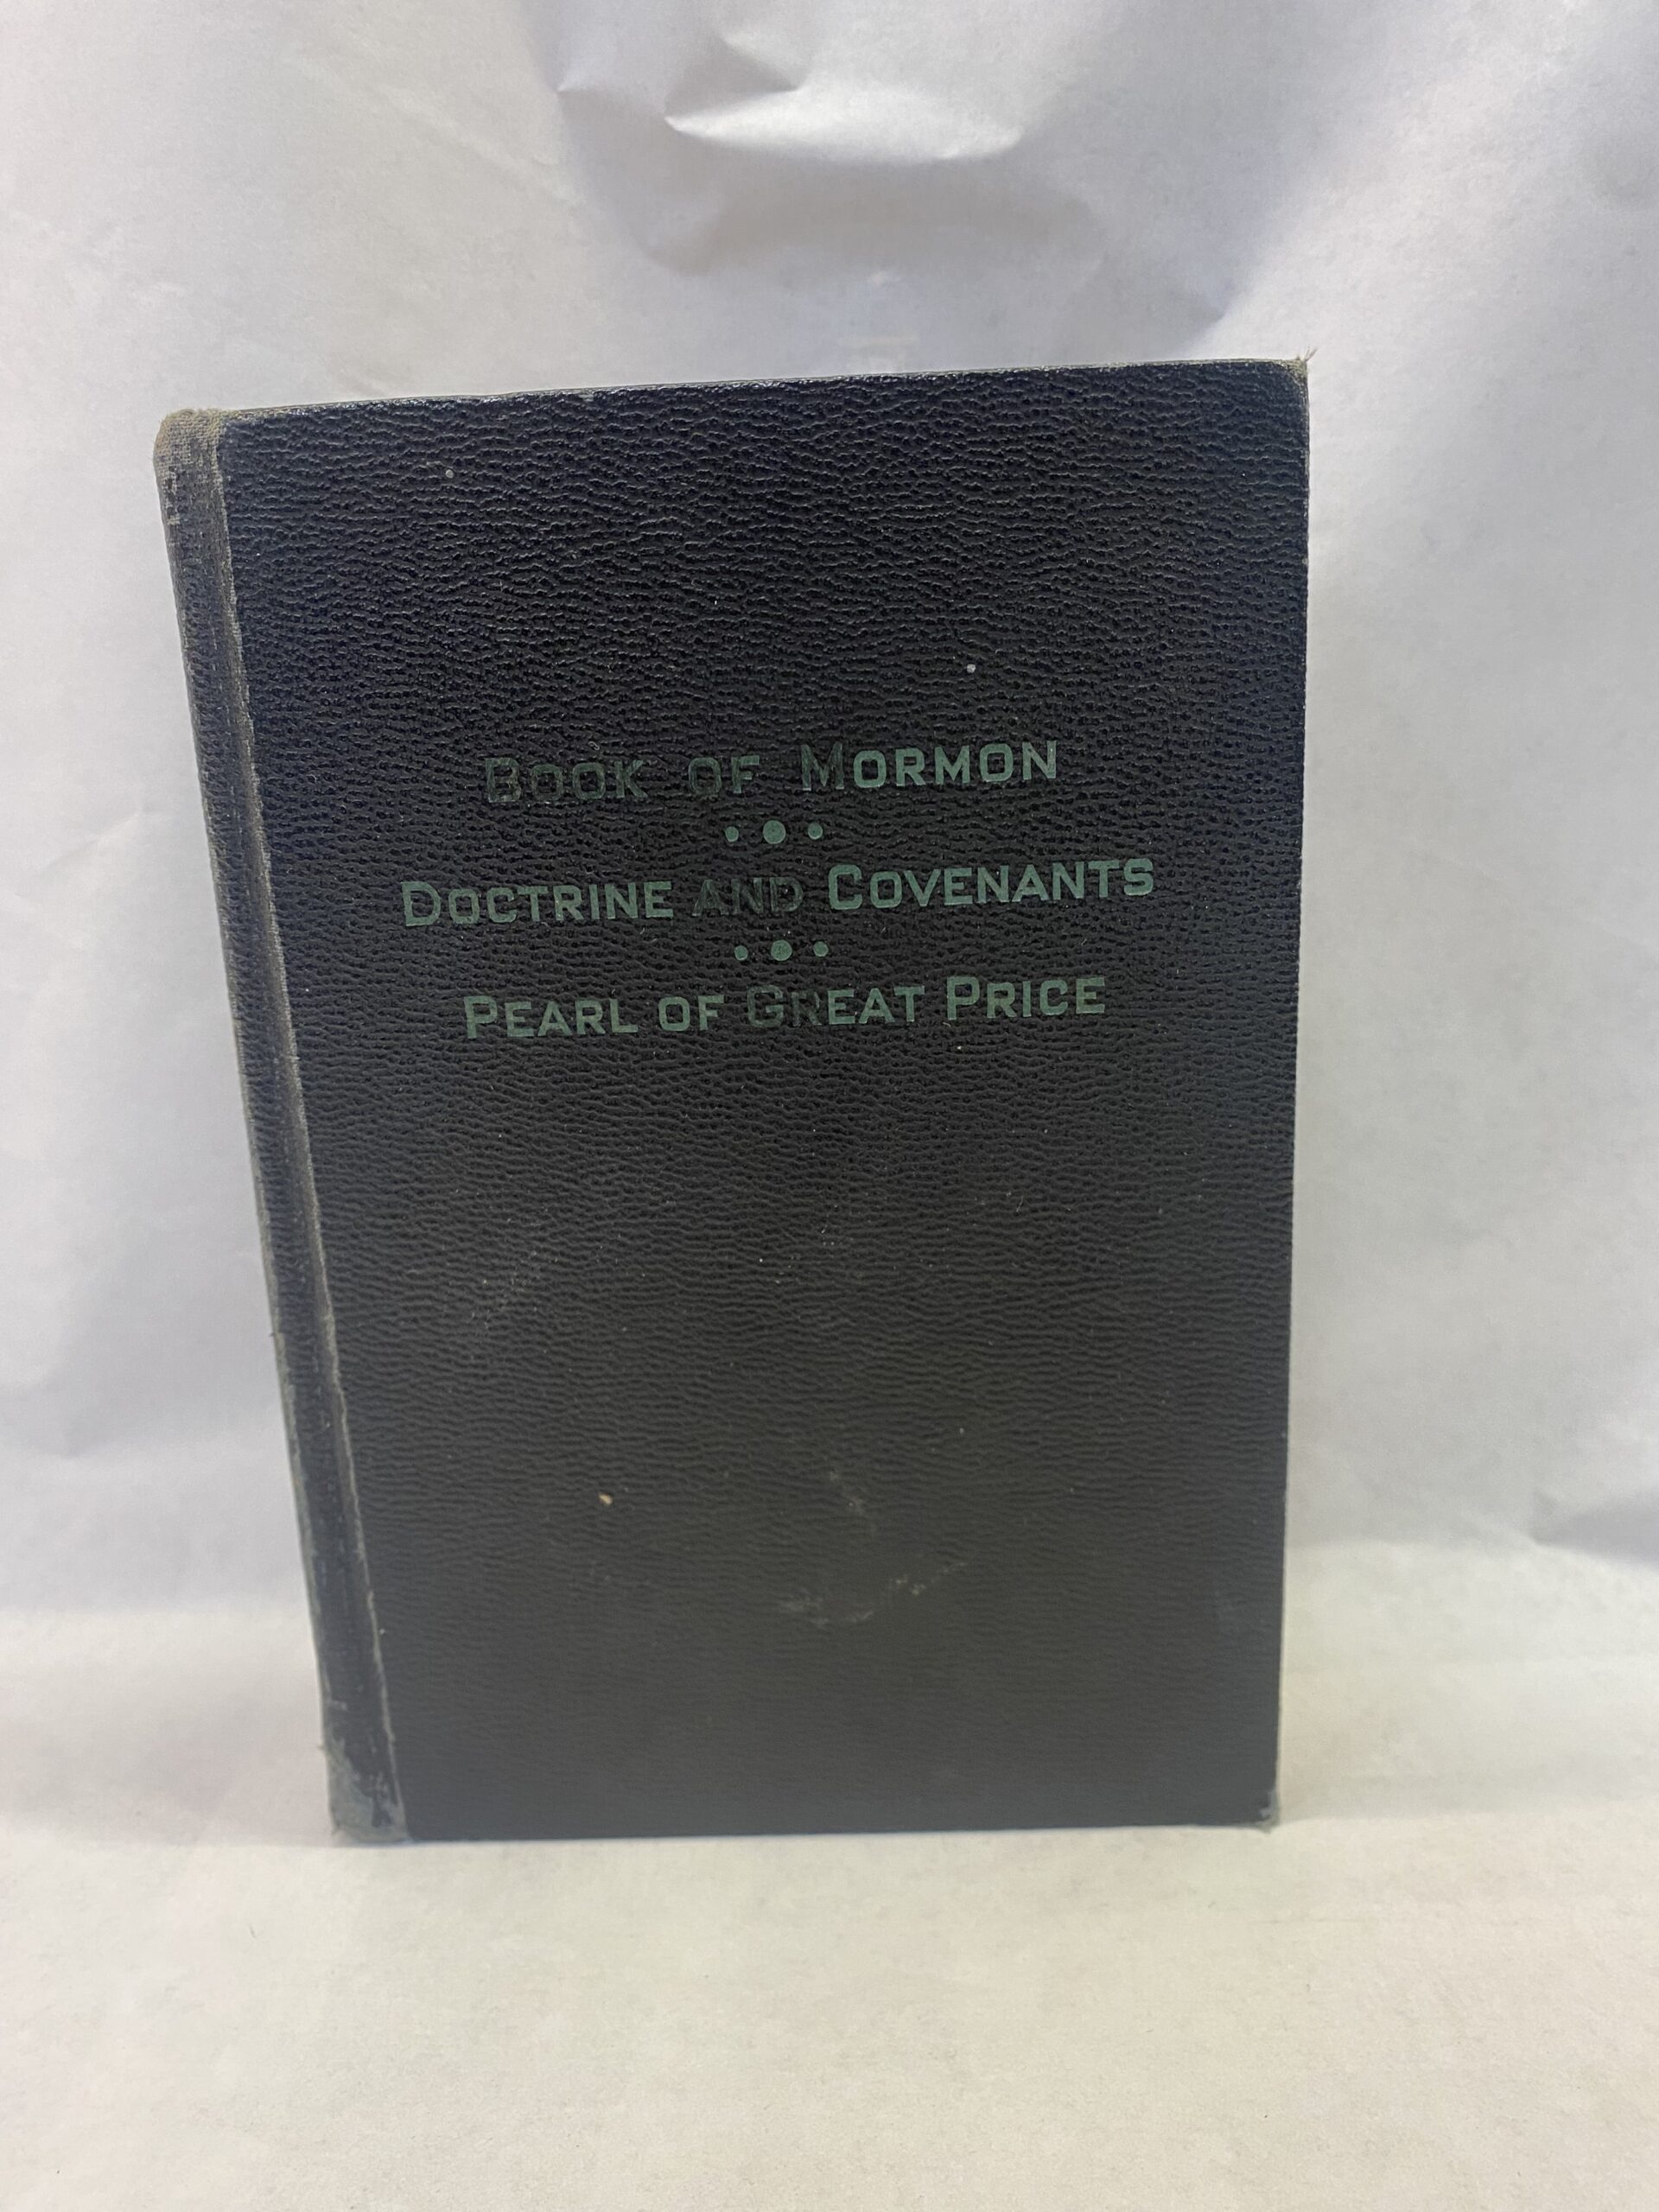 BOOK OF MORMON
DOCTRINE AND COVENANTS
PEARL OF GREAT PRICE